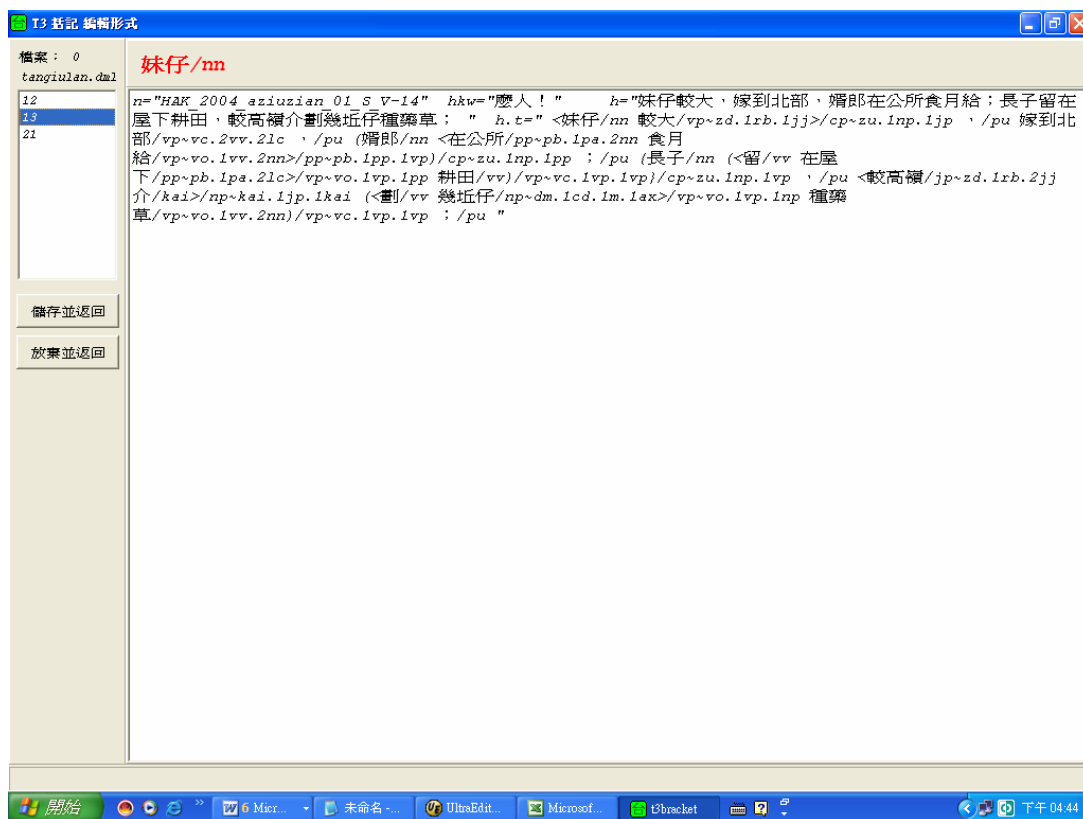 T3 括記 編輯形式
檔案： 0
tangiulan.dml
12
13
21
儲存並返回
放棄並返回
妹仔/nn
n="HAK_2004_aziuzian_01_S_V-14" hkw="麼人！" h="妹仔較大，嫁到北部，婿郎在公所食月給；長子留在
屋下耕田，較高嶺介劃幾坵仔種藥草； " h.t=" <妹仔/nn 較大/vp~zd.1rb.1jj>/cp~zu.1np.1jp ，/pu 嫁到北
部/vp~vc.2vv.2lc ，/pu (婿郎/nn <在公所/pp~pb.1pa.2nn 食月
給/vp~vo.1vv.2nn>/pp~pb.1pp.1vp)/cp~zu.1np.1pp ；/pu {長子/nn (<留/vv 在屋
下/pp~pb.1pa.2lc>/vp~vo.1vp.1pp 耕田/vv)/vp~vc.1vp.1vp}/cp~zu.1np.1vp ，/pu <較高嶺/jp~zd.1rb.2jj
介/kai>/np~kai.1jp.1kai (<劃/vv 幾坵仔/np~dm.1cd.1m.1ax>/vp~vo.1vp.1np 種藥
草/vp~vo.1vv.2nn)/vp~vc.1vp.1vp ；/pu "
開始
6 Micr...
未命名 -...
UltraEdit...
Microsof...
t3bracket
下午 04:44